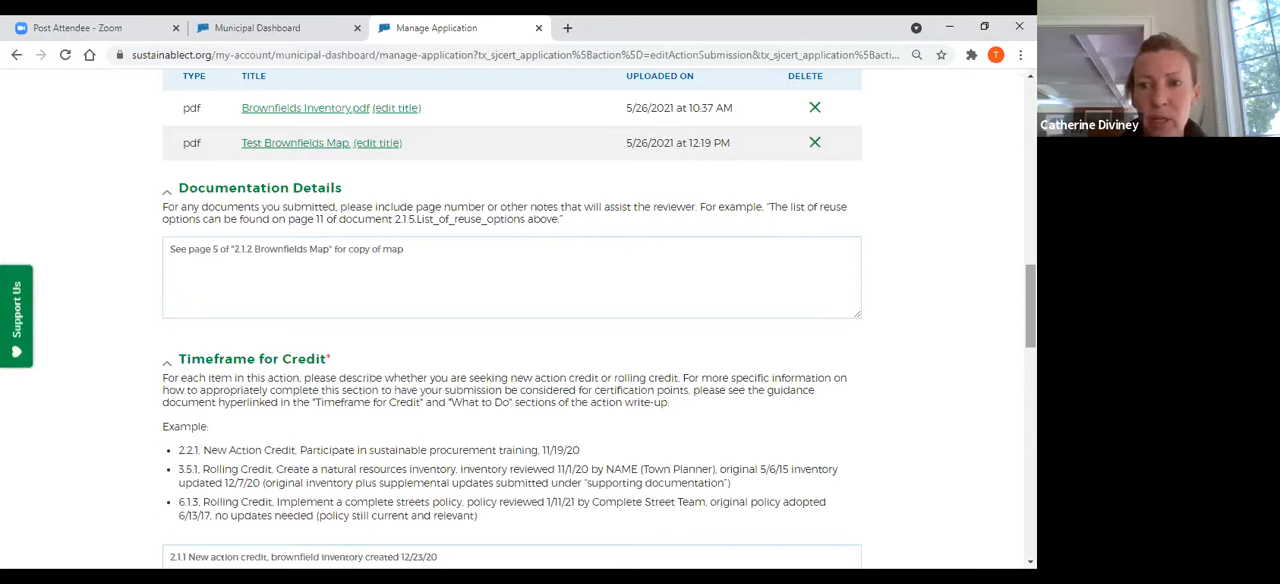 Post Attendee - Zoom
Municipal Dashboard
Manage Application
sustainablect.org/my-account/municipal-dashboard/manage-application?tx_sjcert_application%5Baction%5D=editActionSubmission&tx_sjcert_application%5Bacti...
T
TYPE TITLE UPLOADED ON DELETE
pdf Brownfields Inventory.pdf (edit title) 5/26/2021 at 10:37 AM
pdf Test Brownfields Map. (edit title) 5/26/2021 at 12:19 PM
Documentation Details
For any documents you submitted, please include page number or other notes that will assist the reviewer. For example, "The list of reuse
options can be found on page 11 of document 2.1.5.List_of_reuse_options above."
See page 5 of "2.1.2 Brownfields Map" for copy of map
Support Us
Timeframe for Credit*
For each item in this action, please describe whether you are seeking new action credit or rolling credit. For more specific information on
how to appropriately complete this section to have your submission be considered for certification points, please see the guidance
document hyperlinked in the "Timeframe for Credit" and "What to Do" sections of the action write-up.
Example:
2.2.1, New Action Credit, Participate in sustainable procurement training, 11/19/20
3.5.1, Rolling Credit, Create a natural resources inventory, inventory reviewed 11/1/20 by NAME (Town Planner), original 5/6/15 inventory
updated 12/7/20 (original inventory plus supplemental updates submitted under "supporting documentation")
6.1.3, Rolling Credit, Implement a complete streets policy, policy reviewed 1/11/21 by Complete Street Team, original policy adopted
6/13/17, no updates needed (policy still current and relevant)
2.1.1 New action credit, brownfield inventory created 12/23/20
Catherine Diviney